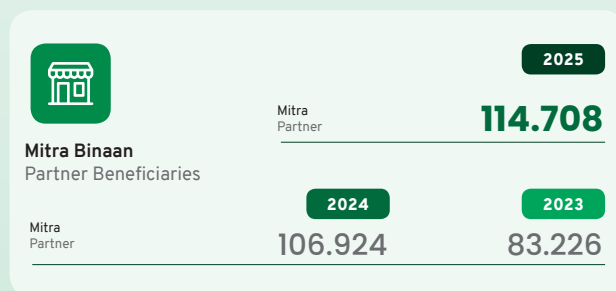 2025
Mitra
Partner
114.708
Mitra Binaan
Partner Beneficiaries
2024
2023
Mitra
Partner
106.924
83.226